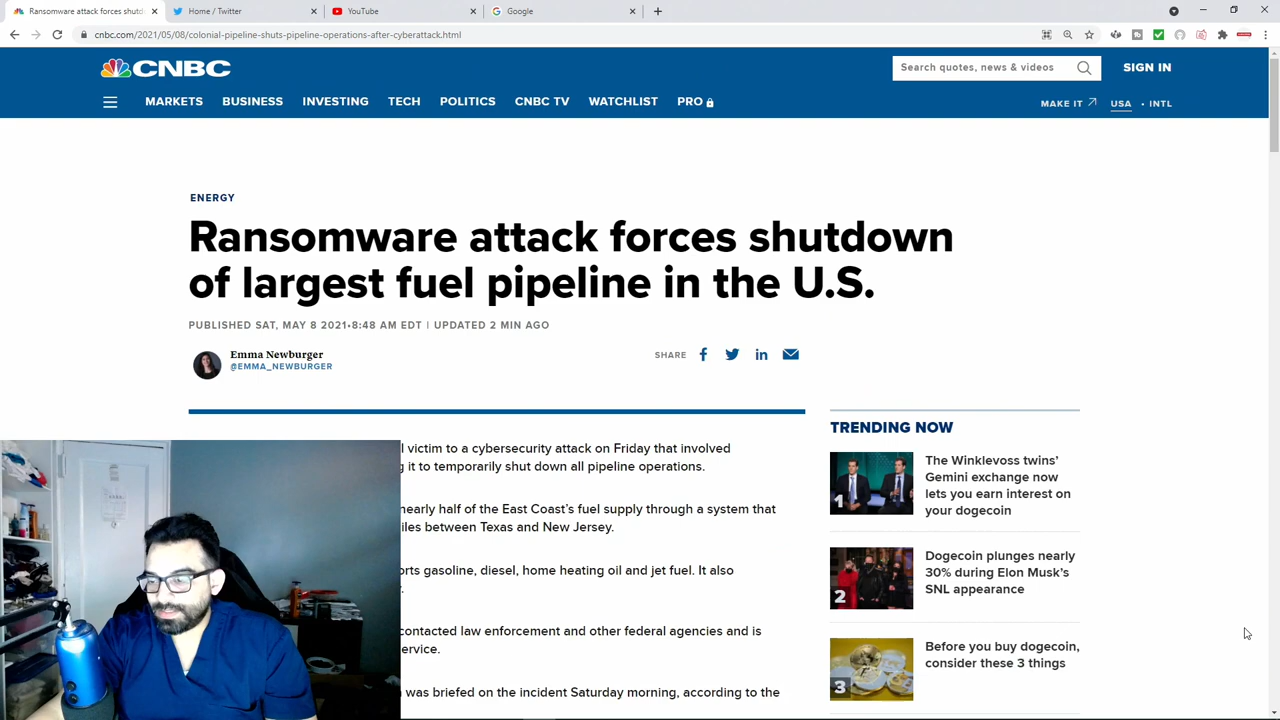 Ransomware attack forces shutd
Home / Twitter
YouTube
Google
cnbc.com/2021/05/08/colonial-pipeline-shuts-pipeline-operations-after-cyberattack.html
CNBC
Search quotes, news & videos
SIGN IN
MARKETS BUSINESS INVESTING TECH POLITICS CNBC TV WATCHLIST PRO
MAKE IT USA • INTL
ENERGY
Ransomware attack forces shutdown
of largest fuel pipeline in the U.S.
PUBLISHED SAT, MAY 8 2021•8:48 AM EDT | UPDATED 2 MIN AGO
Emma Newburger
@EMMA_NEWBURGER
SHARE
victim to a cybersecurity attack on Friday that involved
it to temporarily shut down all pipeline operations.
nearly half of the East Coast's fuel supply through a system that
between Texas and New Jersey.
gasoline, diesel, home heating oil and jet fuel. It also
contacted law enforcement and other federal agencies and is
was briefed on the incident Saturday morning, according to the
TRENDING NOW
1
The Winklevoss twins'
Gemini exchange now
lets you earn interest on
your dogecoin
2
Dogecoin plunges nearly
30% during Elon Musk's
SNL appearance
3
Before you buy dogecoin,
consider these 3 things